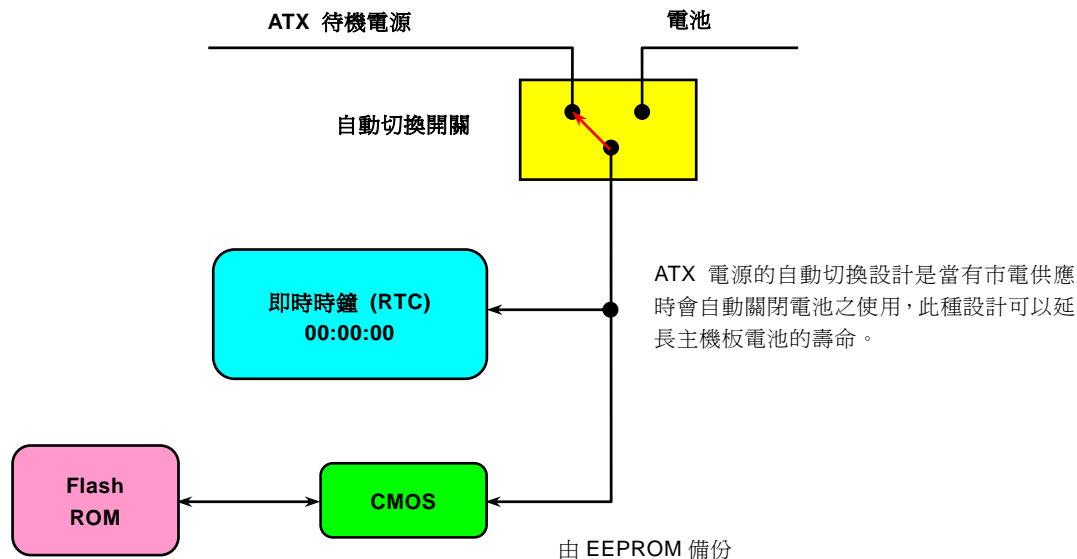 ATX 待機電源
電池
自動切換開關
即時時鐘 (RTC)
00:00:00
ATX 電源的自動切換設計是當有市電供應
時會自動關閉電池之使用，此種設計可以延
長主機板電池的壽命。
Flash
ROM
CMOS
由 EEPROM 備份